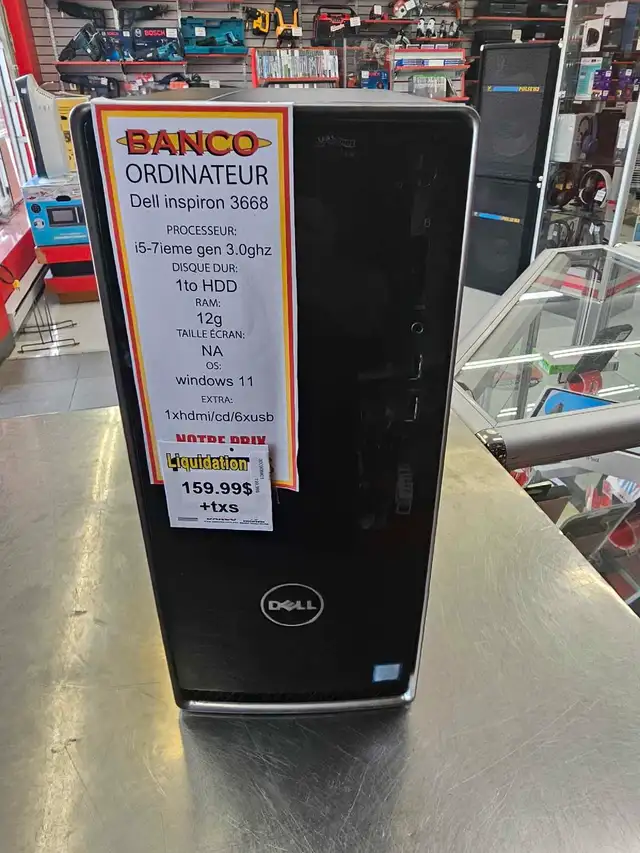 BANCO
ORDINATEUR
Dell inspiron 3668
PROCESSEUR:
i5-7ieme gen 3.0ghz
DISQUE DUR:
1to HDD
RAM:
12g
TAILLE ÉCRAN:
NA
OS:
windows 11
EXTRA:
1xhdmi/cd/6xusb
NOTRE PRIX
Liquidation
159.99$
+txs
DELL
BOSCH